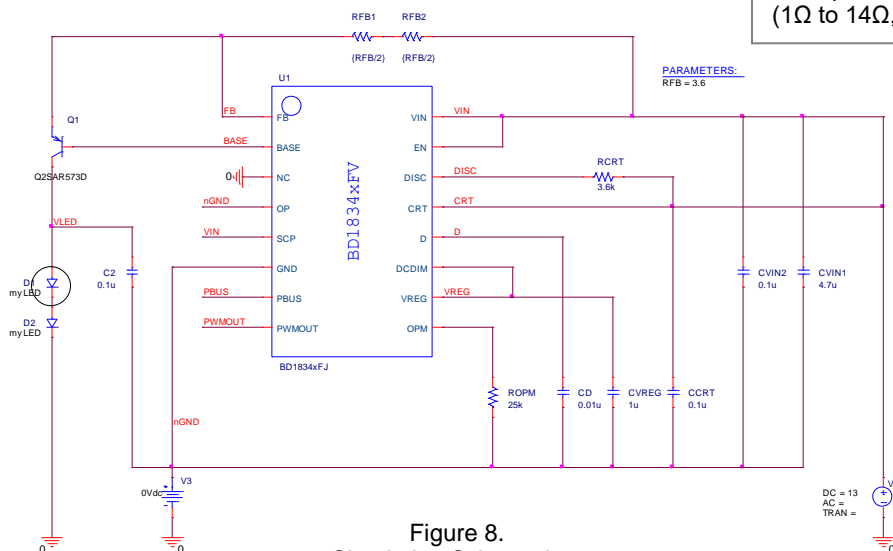 (1Ω to 14Ω,
RFB1 RFB2
{RFB/2} {RFB/2}
PARAMETERS:
RFB = 3.6
U1
FB FB VIN VIN
Q1
BASE BASE EN
Q2SAR573D
0 NC DISC DISC RCRT
3.6k
nGND OP CRT CRT
VLED
VIN SCP D D
BD1834xFV
GND DCDIM
D1
myLED
C2
0.1u
CVIN2
0.1u
CVIN1
4.7u
PBUS PBUS VREG VREG
D2
myLED
PWMOUT PWMOUT OPM
BD1834xFJ
ROPM
25k
CD
0.01u
CVREG
1u
CCRT
0.1u
nGND
V3
0Vdc
DC = 13
AC =
TRAN =
0 0 0
Figure 8.